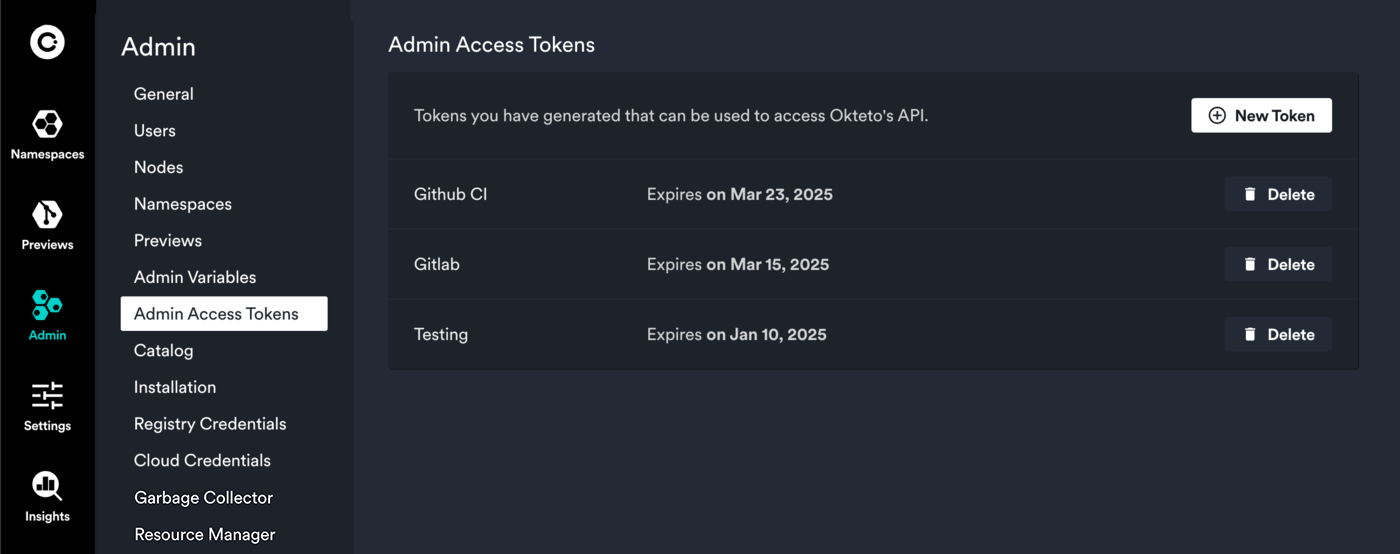 Namespaces
Previews
Admin
Settings
Insights
Admin
General
Users
Nodes
Namespaces
Previews
Admin Variables
Admin Access Tokens
Catalog
Installation
Registry Credentials
Cloud Credentials
Garbage Collector
Resource Manager
Admin Access Tokens
Tokens you have generated that can be used to access Okteto's API. New Token
Github CI Expires on Mar 23, 2025 Delete
Gitlab Expires on Mar 15, 2025 Delete
Testing Expires on Jan 10, 2025 Delete